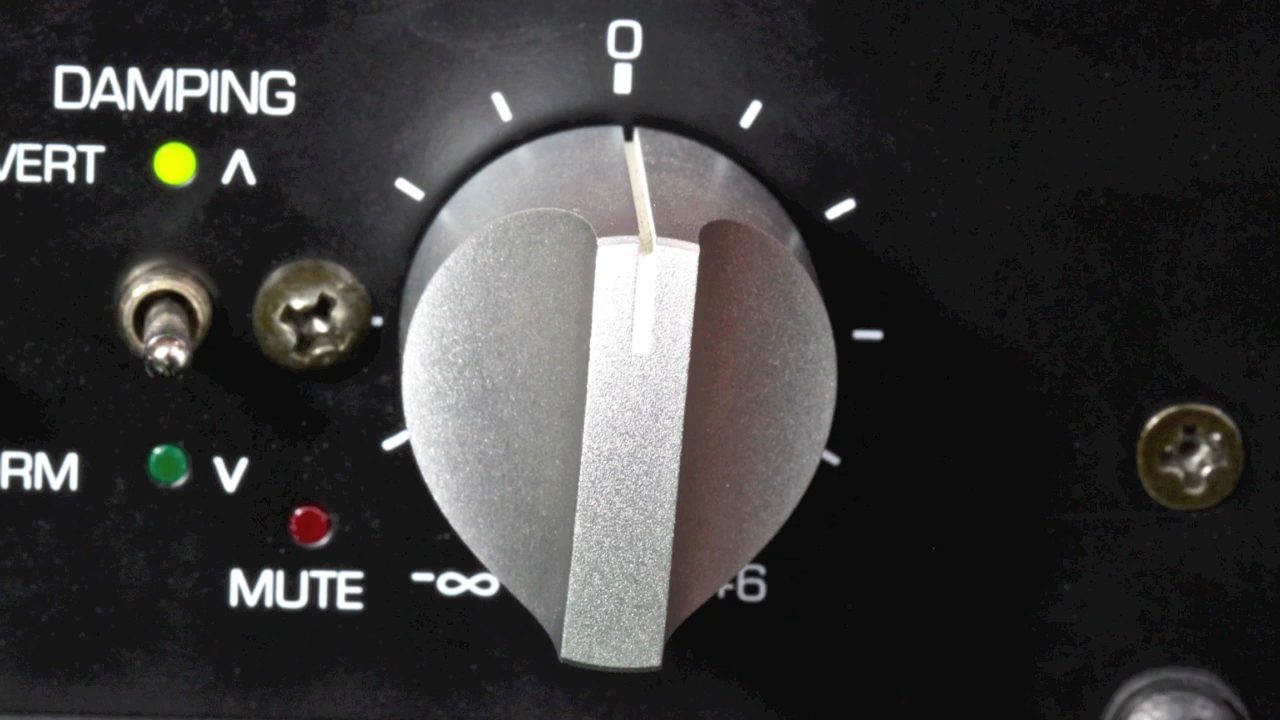 0
DAMPING
VERT Λ
RM V
MUTE
-∞
+6